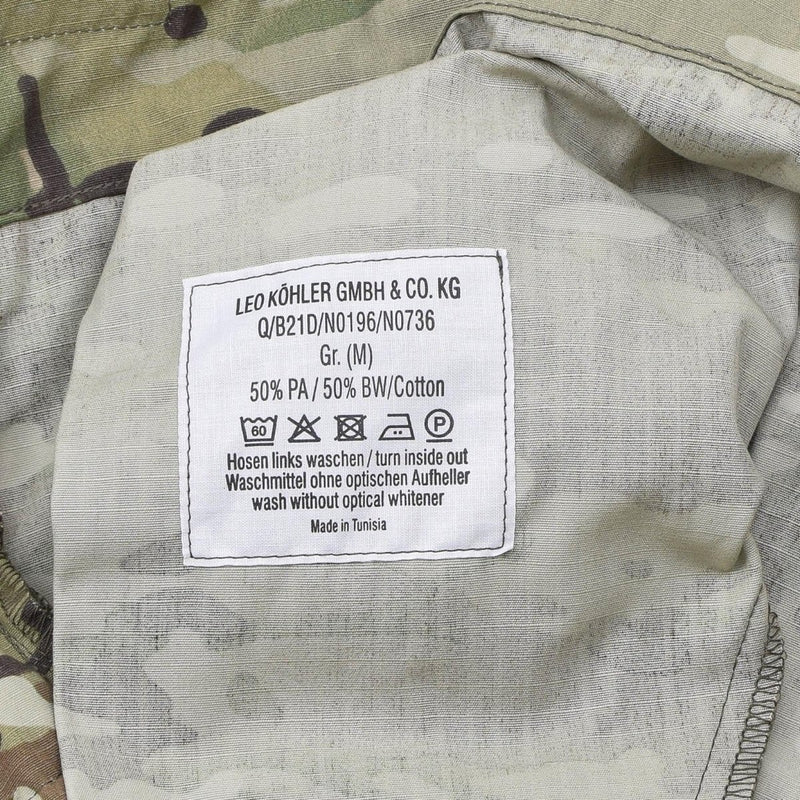 LEO KÖHLER GMBH & CO. KG
Q/B21D/N0196/N0736
Gr. (M)
50% PA / 50% BW/Cotton
60 P
Hosen links waschen / turn inside out
Waschmittel ohne optischen Aufheller
wash without optical whitener
Made in Tunisia